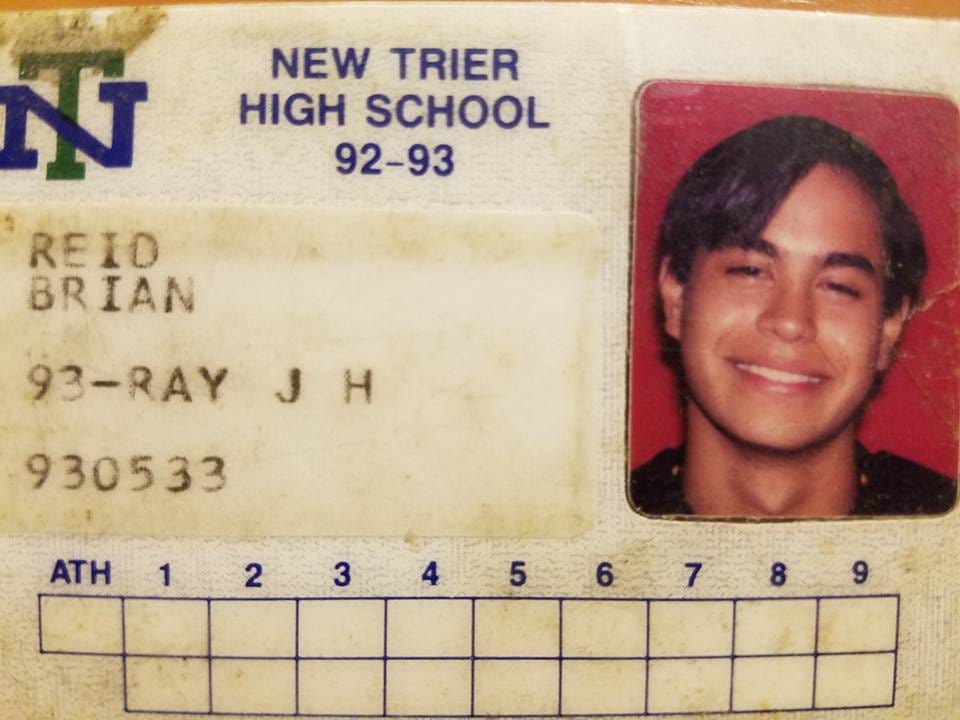 NT
NEW TRIER
HIGH SCHOOL
92-93
REID
BRIAN
93-RAY J H
930533
ATH 1 2 3 4 5 6 7 8 9